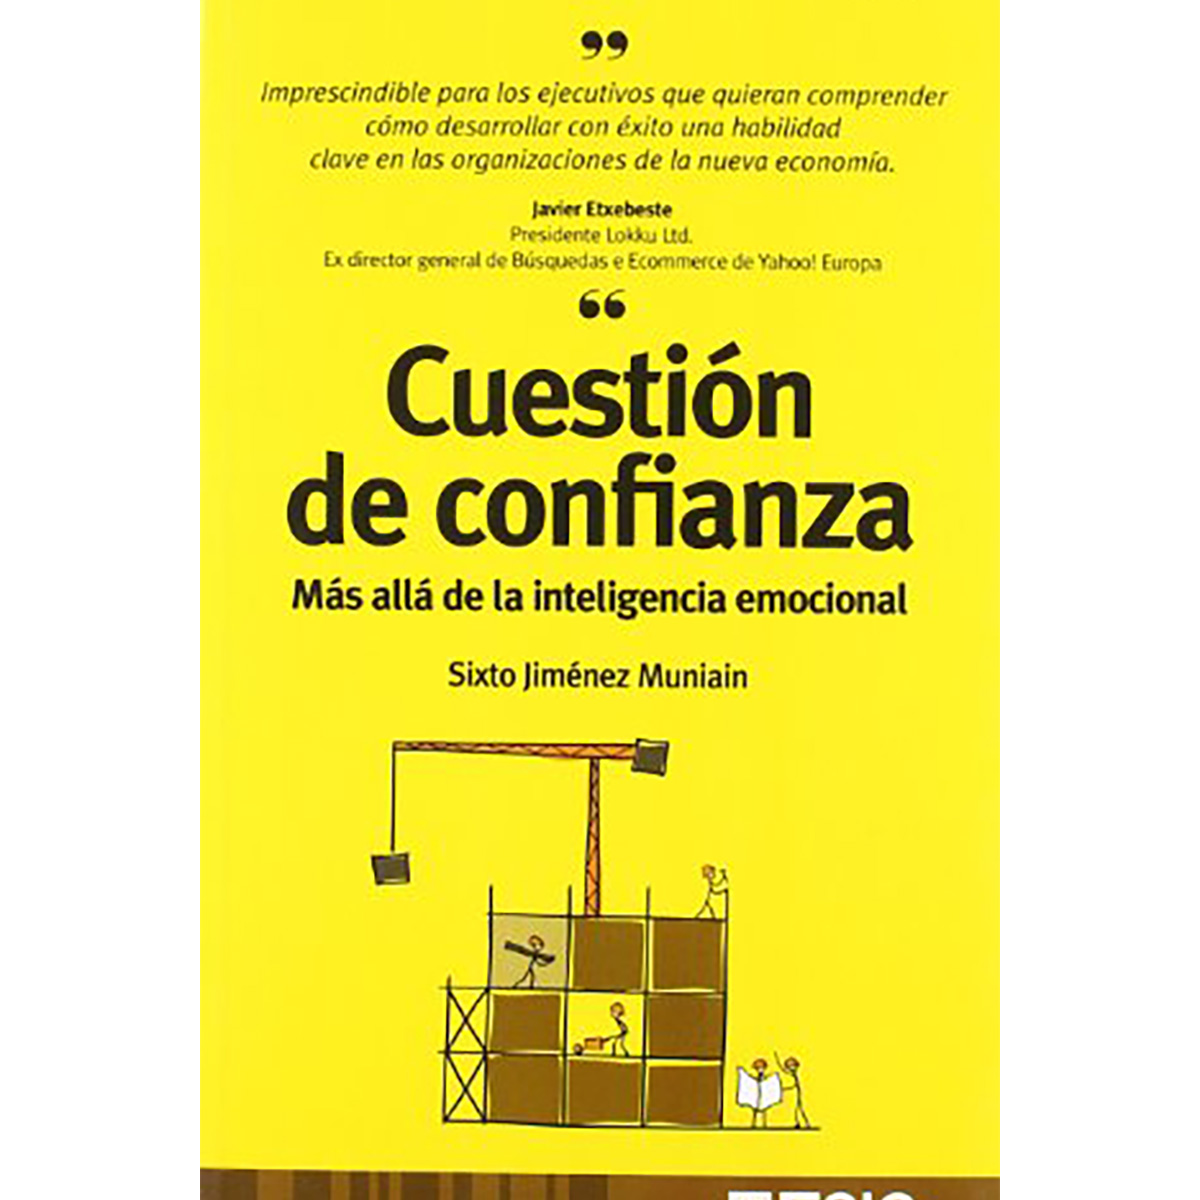 ”
Imprescindible para los ejecutivos que quieran comprender
cómo desarrollar con éxito una habilidad
clave en las organizaciones de la nueva economía.
Javier Etxebeste
Presidente Lokku Ltd.
Ex director general de Búsquedas e Ecommerce de Yahoo! Europa
“
Cuestión
de confianza
Más allá de la inteligencia emocional
Sixto Jiménez Muniain